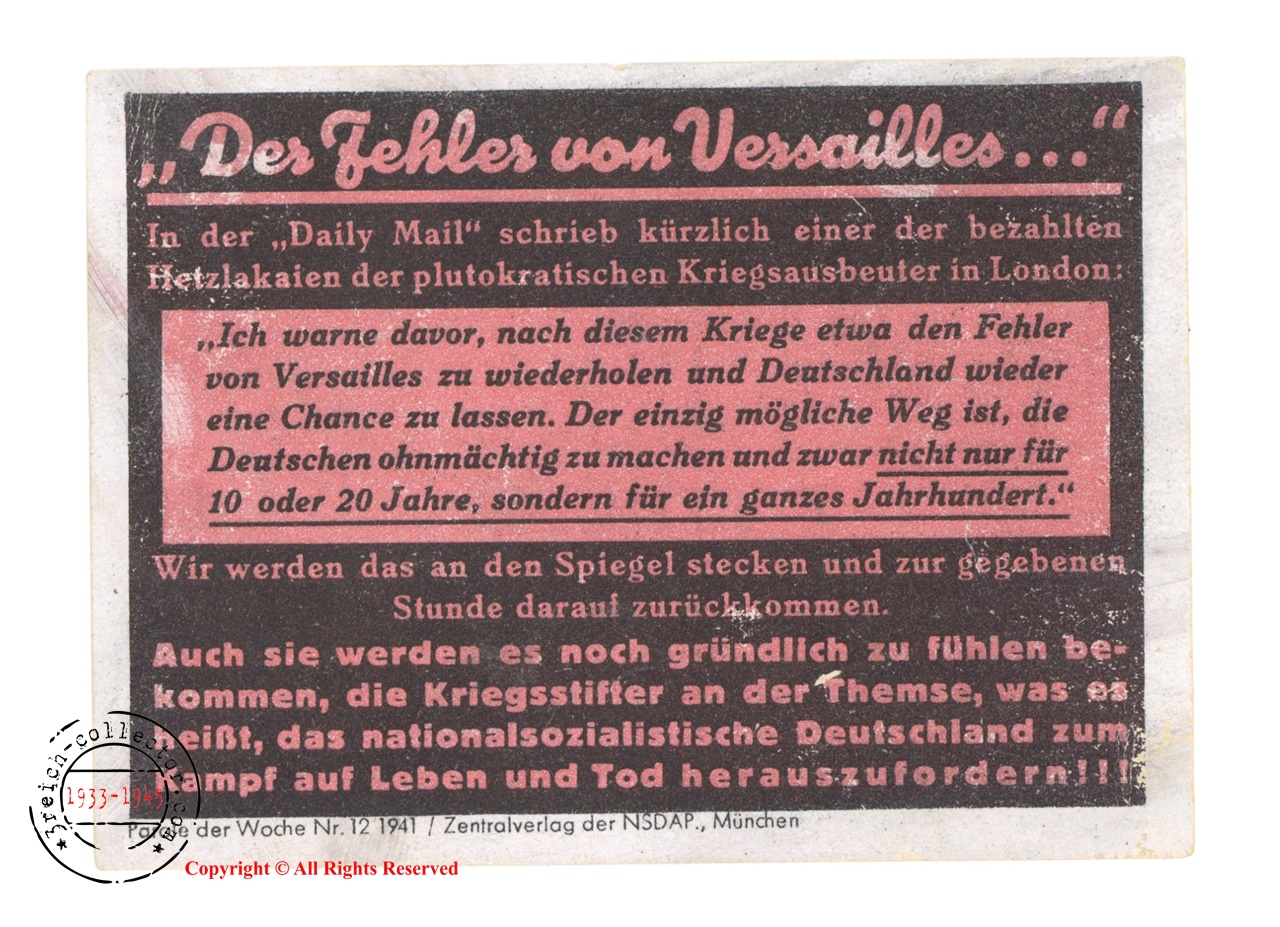 „Der Fehler von Versailles..."
In der „Daily Mail“ schrieb kürzlich einer der bezahlten
Hetzlakaien der plutokratischen Kriegsausbeuter in London:
„Ich warne davor, nach diesem Kriege etwa den Fehler
von Versailles zu wiederholen und Deutschland wieder
eine Chance zu lassen. Der einzig mögliche Weg ist, die
Deutschen ohnmächtig zu machen und zwar nicht nur für
10 oder 20 Jahre, sondern für ein ganzes Jahrhundert.“
Wir werden das an den Spiegel stecken und zur gegebenen
Stunde darauf zurückkommen.
Auch sie werden es noch gründlich zu fühlen be-
kommen, die Kriegsstifter an der Themse, was es
heißt, das nationalsozialistische Deutschland zum
Kampf auf Leben und Tod herauszufordern!!!
Parole der Woche Nr. 12 1941 / Zentralverlag der NSDAP., München
3reich-collector.com
1933-1945
Copyright © All Rights Reserved